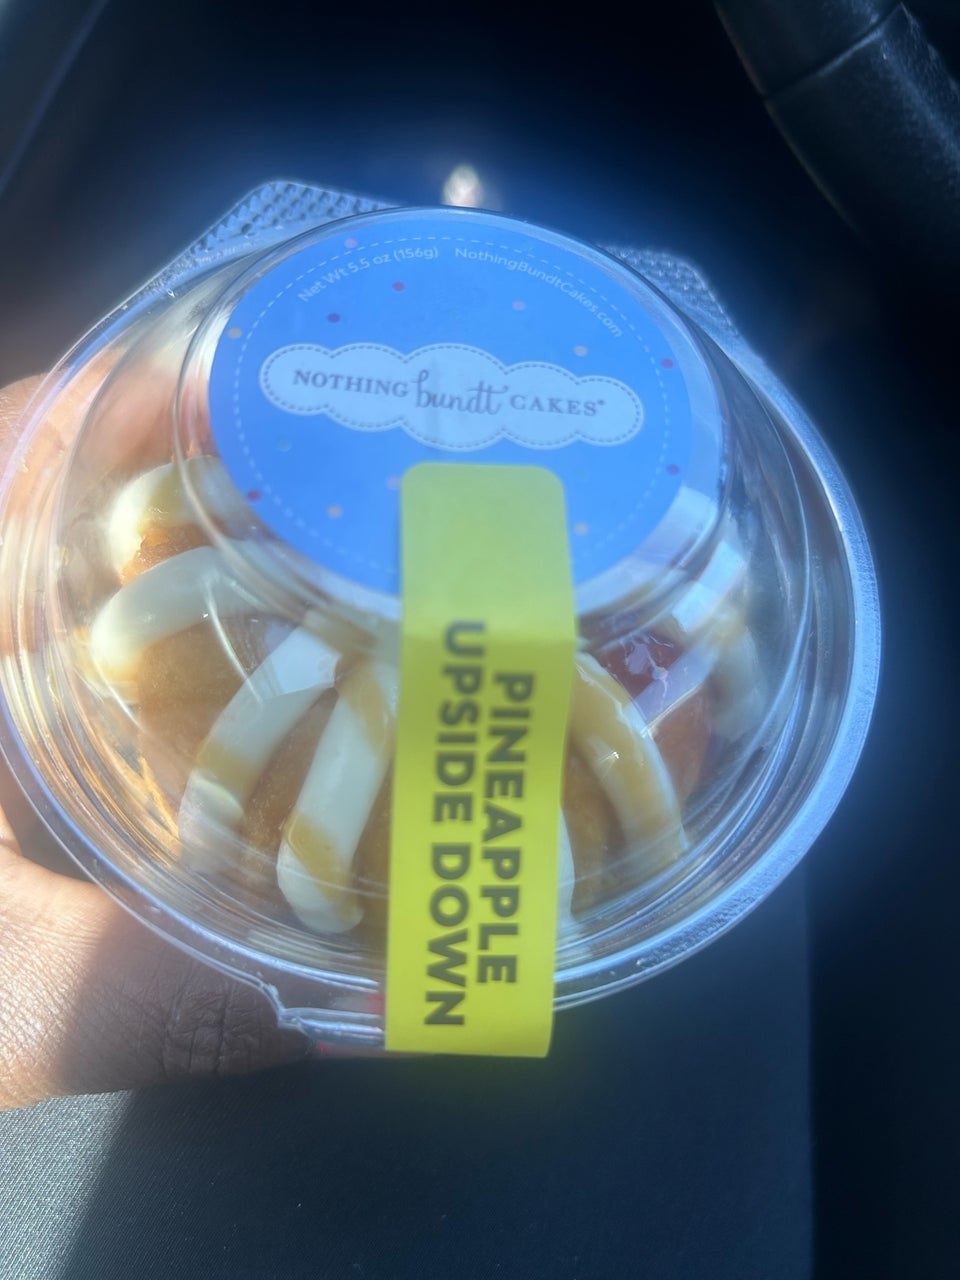 Net Wt 5.5 oz (156g) NothingBundtCakes.com
NOTHING bundt CAKES®
PINEAPPLE
UPSIDE DOWN